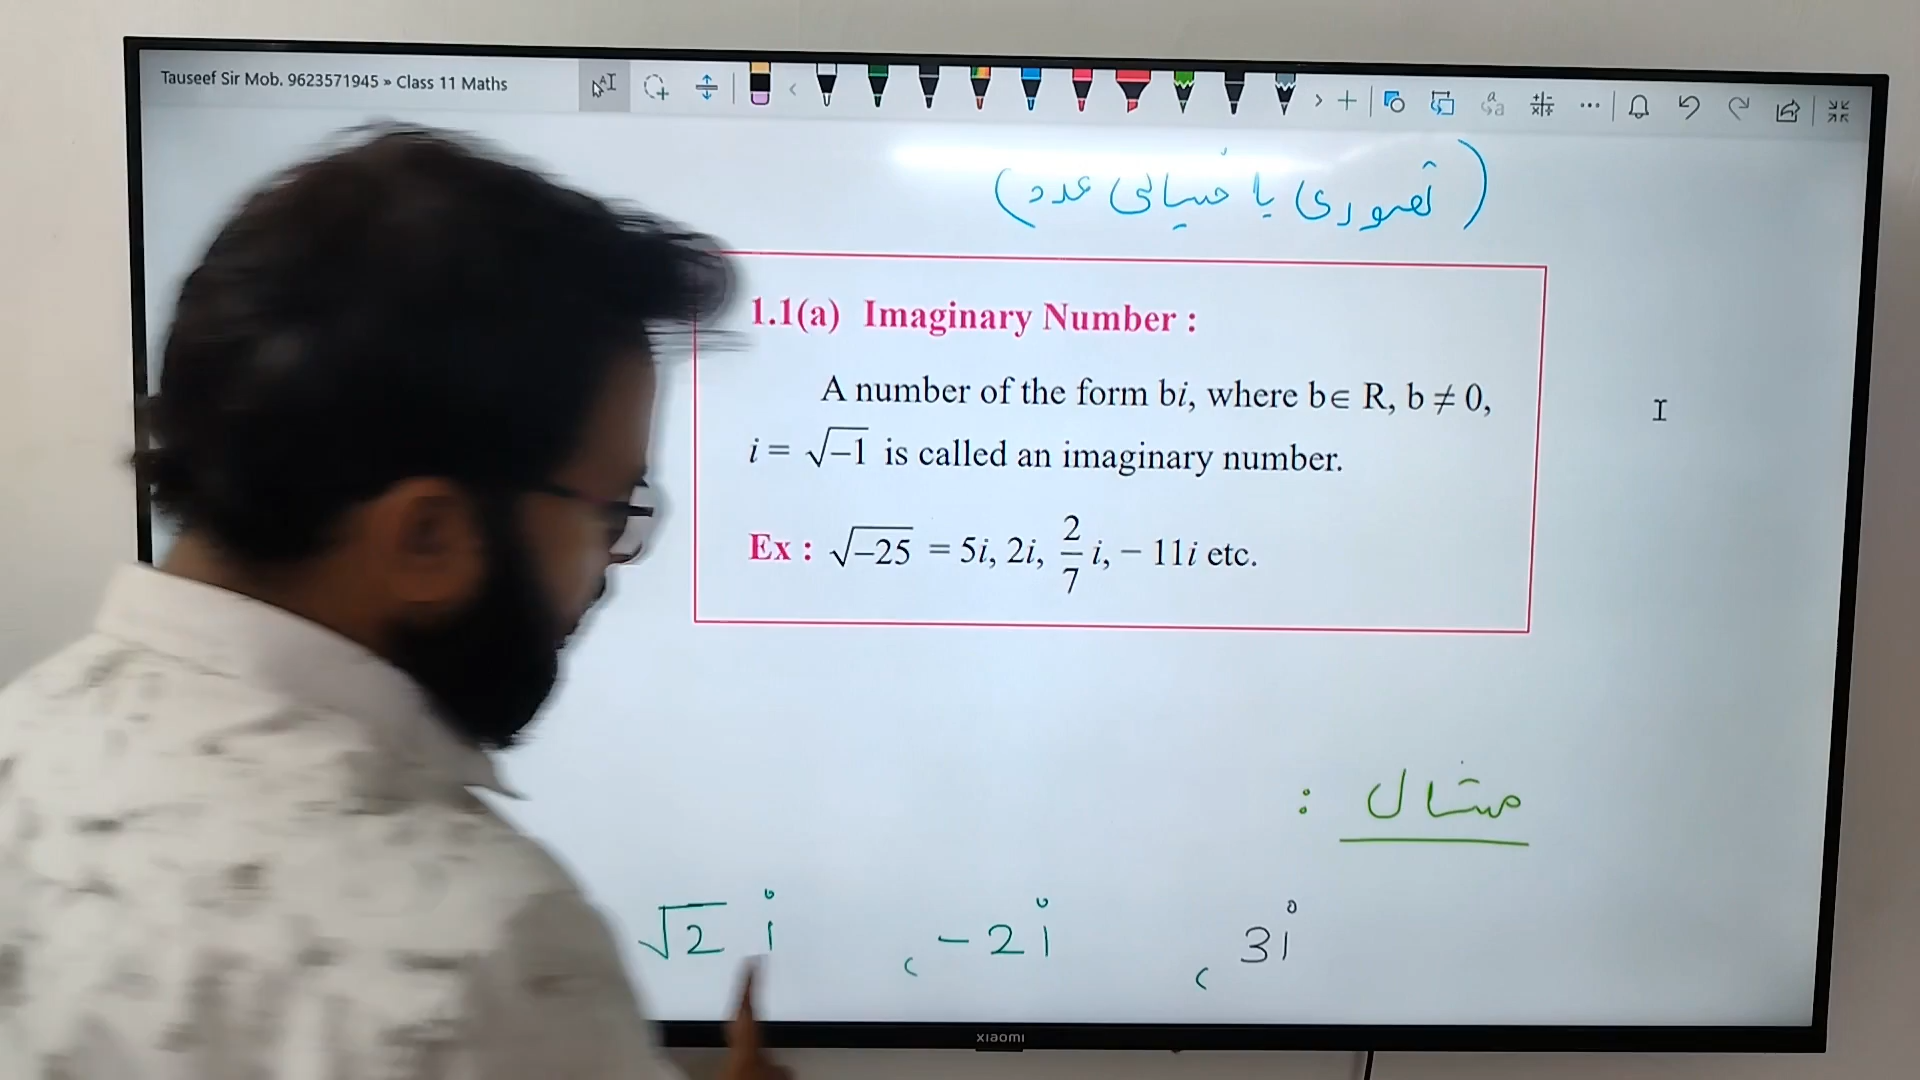 Tauseef Sir Mob. 9623571945 » Class 11 Maths
(تصوری یا خیالی عدد)
1.1(a) Imaginary Number :
A number of the form bi, where b∈ R, b ≠ 0,
i = √−1 is called an imaginary number.
Ex : √−25 = 5i, 2i, 2/7 i, − 11i etc.
مثال :
3i ، −2i ، √2 i
xiaomi